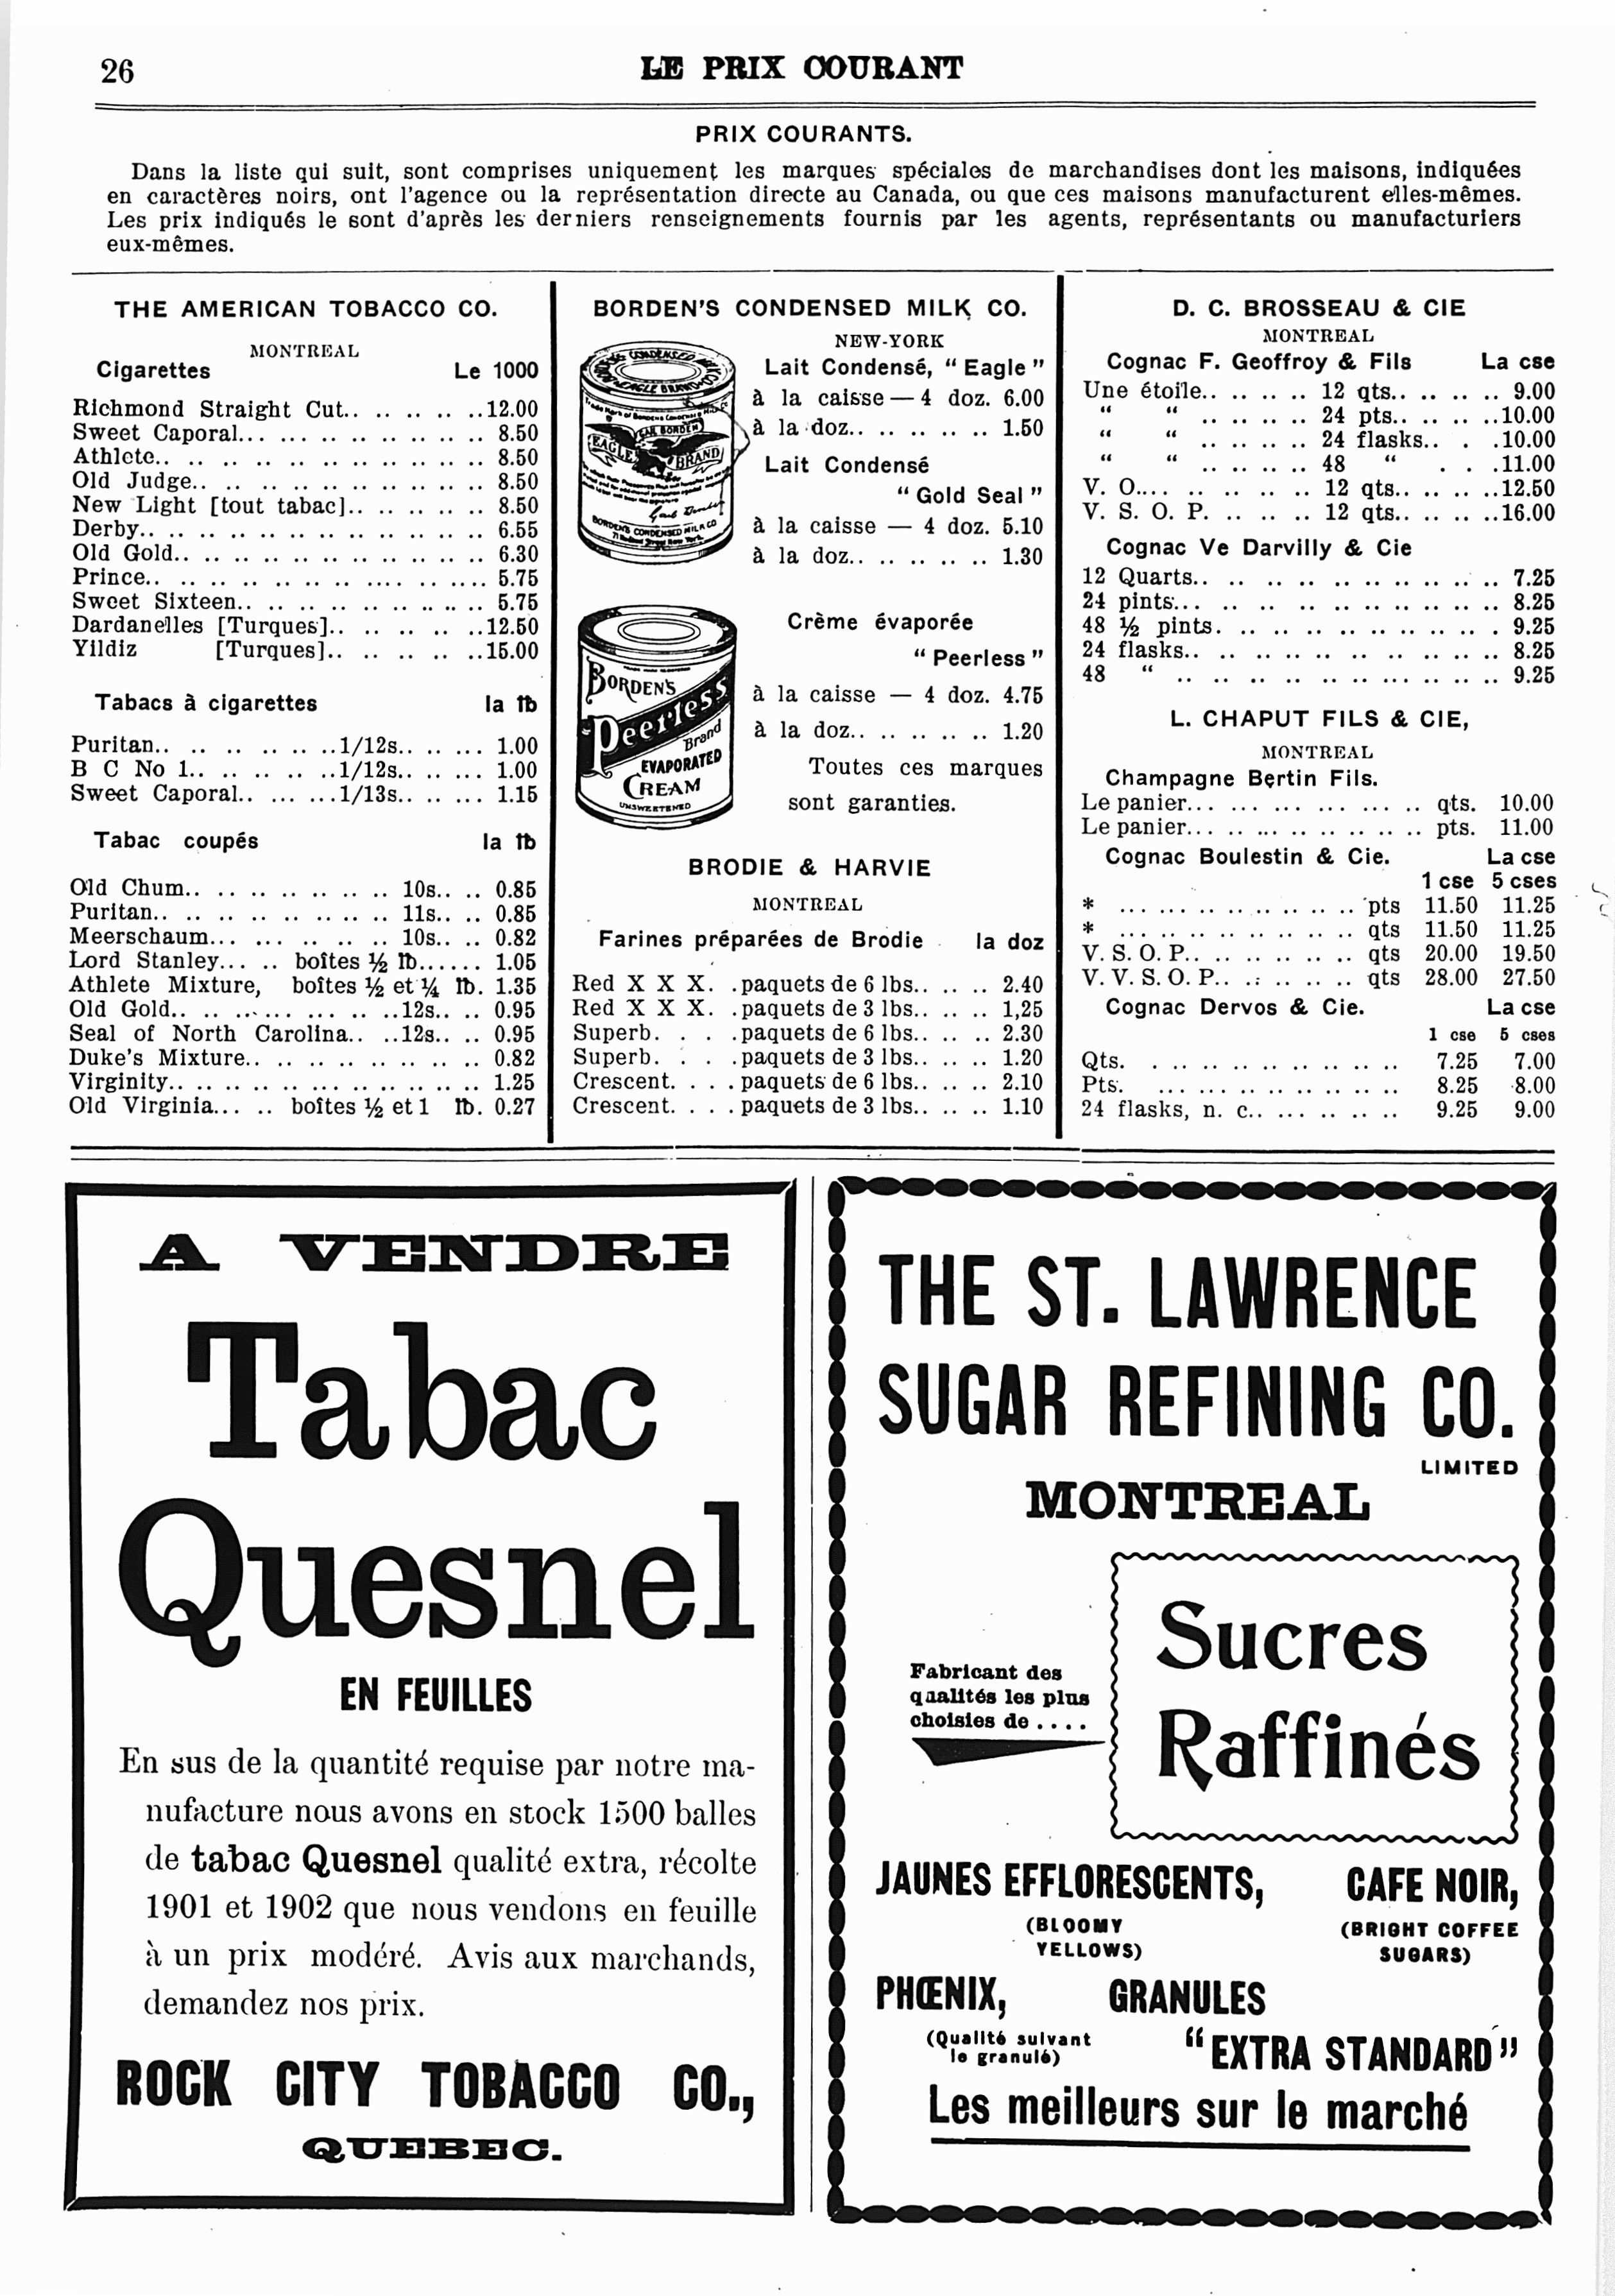 26
LE PRIX COURANT
PRIX COURANTS.
Dans la liste qui suit, sont comprises uniquement les marques spéciales de marchandises dont les maisons, indiquées
en caractères noirs, ont l'agence ou la représentation directe au Canada, ou que ces maisons manufacturent elles-mêmes.
Les prix indiqués le sont d'après les derniers renseignements fournis par les agents, représentants ou manufacturiers
eux-mêmes.
THE AMERICAN TOBACCO CO.
MONTREAL
Cigarettes Le 1000
Richmond Straight Cut.. .. .. .. ..12.00
Sweet Caporal... ... .. .. .. .. .. .. 8.50
Athlete.. .. .. .. .. .. .. .. .. .. 8.50
Old Judge.. .. .. .. .. .. .. .. .. 8.50
New Light [tout tabac].. .. .. .. .. 8.50
Derby.. .. .. .. .. .. .. .. .. .. .. 6.55
Old Gold.. .. .. .. .. .. .. .. .. .. 6.30
Prince.. .. .. .. .. .. .... .. .... 5.75
Sweet Sixteen.. .. .. .. .. .. .. .. 5.75
Dardanelles [Turques].. .. .. .. ..12.50
Yildiz [Turques].. .. .. .. ..15.00
Tabacs à cigarettes la ℔
Puritan.. .. .. .. .. ..1/12s.. .. ... 1.00
B C No 1.. .. .. .. ..1/12s.. .. ... 1.00
Sweet Caporal.. ... ...1/13s.. .. ... 1.15
Tabac coupés la ℔
Old Chum.. .. .. .. .. .. 10s.. .. 0.85
Puritan.. .. .. .. .. .. .. 11s.. .. 0.85
Meerschaum... ... .. .. .. 10s.. .. 0.82
Lord Stanley... .. boîtes ½ ℔...... 1.05
Athlete Mixture, boîtes ½ et ¼ ℔. 1.35
Old Gold.. .. ... ... .. .. ..12s.. .. 0.95
Seal of North Carolina.. ..12s.. .. 0.95
Duke's Mixture.. .. .. .. .. .. .. .. 0.82
Virginity.. .. .. .. ... .. .. .. .. .. 1.25
Old Virginia... .. boîtes ½ et 1 ℔. 0.27
BORDEN'S CONDENSED MILK CO.
NEW-YORK
Lait Condensé, “ Eagle ”
à la caisse — 4 doz. 6.00
à la doz.. .. .. .. .. 1.50
Lait Condensé
“ Gold Seal ”
à la caisse — 4 doz. 5.10
à la doz.. .. .. .. .. 1.30
EAGLE BRAND
BORDEN'S CONDENSED MILK CO
Crème évaporée
“ Peerless ”
à la caisse — 4 doz. 4.75
à la doz.. .. .. .. .. 1.20
Toutes ces marques
sont garanties.
BORDEN'S
Peerless
Brand
EVAPORATED
CREAM
UNSWEETENED
BRODIE & HARVIE
MONTREAL
Farines préparées de Brodie la doz
Red X X X. . paquets de 6 lbs.. .. .. 2.40
Red X X X. . paquets de 3 lbs.. .. .. 1,25
Superb. . . . paquets de 6 lbs.. .. .. 2.30
Superb. . . . paquets de 3 lbs.. .. .. 1.20
Crescent. . . . paquets de 6 lbs.. .. .. 2.10
Crescent. . . . paquets de 3 lbs.. .. .. 1.10
D. C. BROSSEAU & CIE
MONTREAL
Cognac F. Geoffroy & Fils La cse
Une étoile.. .. .. .. 12 qts.. .. .. .. 9.00
“ “ .. .. .. .. 24 pts.. .. .. ..10.00
“ “ .. .. .. .. 24 flasks.. . .10.00
“ “ .. .. .. .. 48 “ . . .11.00
V. O.... .. .. .. .. .. 12 qts.. .. .. ..12.50
V. S. O. P. .. .. .. .. 12 qts.. .. .. ..16.00
Cognac Ve Darvilly & Cie
12 Quarts.. .. .. .. .. .. .. .. .. 7.25
24 pints... .. .. .. .. .. .. .. .. 8.25
48 ½ pints. .. .. .. .. .. .. .. . 9.25
24 flasks.. .. .. .. .. .. .. .. .. 8.25
48 “ .. .. .. .. .. .. ... .. .. .. 9.25
L. CHAPUT FILS & CIE,
MONTREAL
Champagne Bertin Fils.
Le panier... ... ... ... ... .. qts. 10.00
Le panier... .. ... .. .. .. .. .. pts. 11.00
Cognac Boulestin & Cie. La cse
1 cse 5 cses
* ... .. .. .. .. .. .. .. pts 11.50 11.25
* ... .. .. .. .. .. .. .. qts 11.50 11.25
V. S. O. P.. .. .. .. .. .. .. qts 20.00 19.50
V. V. S. O. P.. .. .. .. .. .. qts 28.00 27.50
Cognac Dervos & Cie. La cse
1 cse 5 cses
Qts. . .. .. .. .. .. .. .. .. 7.25 7.00
Pts. ... .. .. .. .. .. .. .. 8.25 8.00
24 flasks, n. c.. ... .. .. .. 9.25 9.00
A VENDRE
Tabac
Quesnel
EN FEUILLES
En sus de la quantité requise par notre ma-
nufacture nous avons en stock 1500 balles
de tabac Quesnel qualité extra, récolte
1901 et 1902 que nous vendons en feuille
à un prix modéré. Avis aux marchands,
demandez nos prix.
ROCK CITY TOBACCO CO.,
QUEBEC.
THE ST. LAWRENCE
SUGAR REFINING CO.
LIMITED
MONTREAL
Fabricant des
qualités les plus
choisies de ....
Sucres
Raffinés
JAUNES EFFLORESCENTS, CAFE NOIR,
(BLOOMY YELLOWS) (BRIGHT COFFEE SUGARS)
PHŒNIX, GRANULES
(Qualité suivant le granulé) “EXTRA STANDARD”
Les meilleurs sur le marché